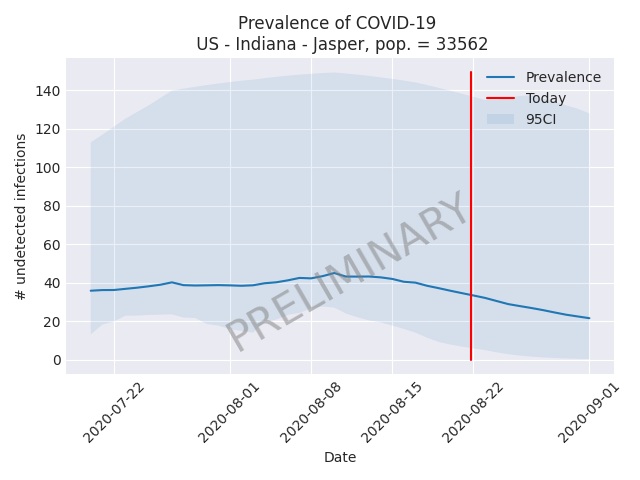 Prevalence of COVID-19
US - Indiana - Jasper, pop. = 33562
Prevalence
Today
95CI
PRELIMINARY
# undetected infections
140
120
100
80
60
40
20
0
2020-07-22
2020-08-01
2020-08-08
2020-08-15
2020-08-22
2020-09-01
Date